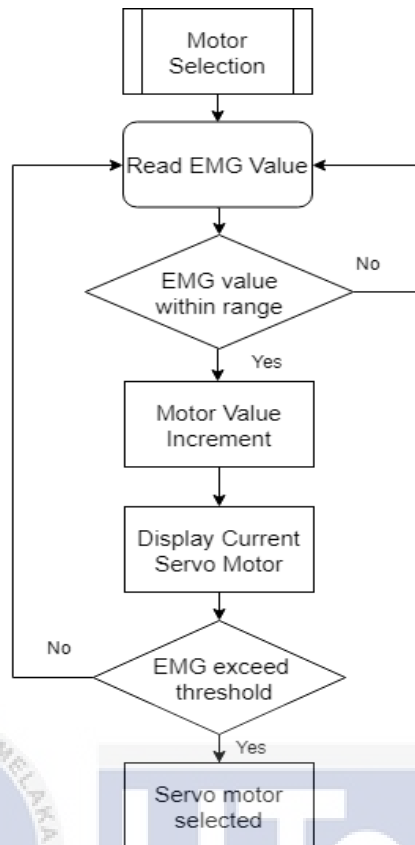 Motor
Selection
Read EMG Value
EMG value
within range
No
Yes
Motor Value
Increment
Display Current
Servo Motor
No
EMG exceed
threshold
Yes
MELAKA
Servo motor
selected